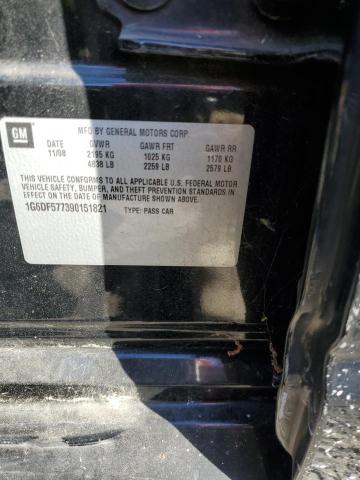 GM
MFD BY GENERAL MOTORS CORP.
DATE GVWR GAWR FRT GAWR RR
11/08 2195 KG 1025 KG 1170 KG
4838 LB 2259 LB 2579 LB
THIS VEHICLE CONFORMS TO ALL APPLICABLE U.S. FEDERAL MOTOR
VEHICLE SAFETY, BUMPER, AND THEFT PREVENTION STANDARDS
IN EFFECT ON THE DATE OF MANUFACTURE SHOWN ABOVE.
1G6DF577390151821 TYPE: PASS CAR